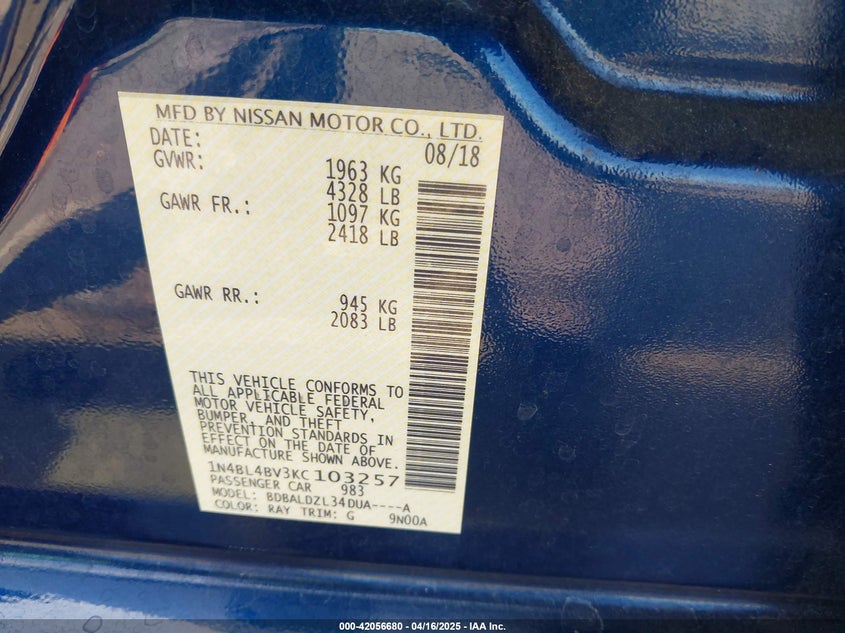 MFD BY NISSAN MOTOR CO., LTD.
DATE: 08/18
GVWR: 1963 KG
4328 LB
GAWR FR.: 1097 KG
2418 LB
GAWR RR.: 945 KG
2083 LB
THIS VEHICLE CONFORMS TO
ALL APPLICABLE FEDERAL
MOTOR VEHICLE SAFETY,
BUMPER, AND THEFT
PREVENTION STANDARDS IN
EFFECT ON THE DATE OF
MANUFACTURE SHOWN ABOVE.
1N4BL4BV3KC103257
PASSENGER CAR 983
MODEL: BDBALDZL34DUA----A
COLOR: RAY TRIM: G 9N00A
000-42056680 - 04/16/2025 - IAA Inc.